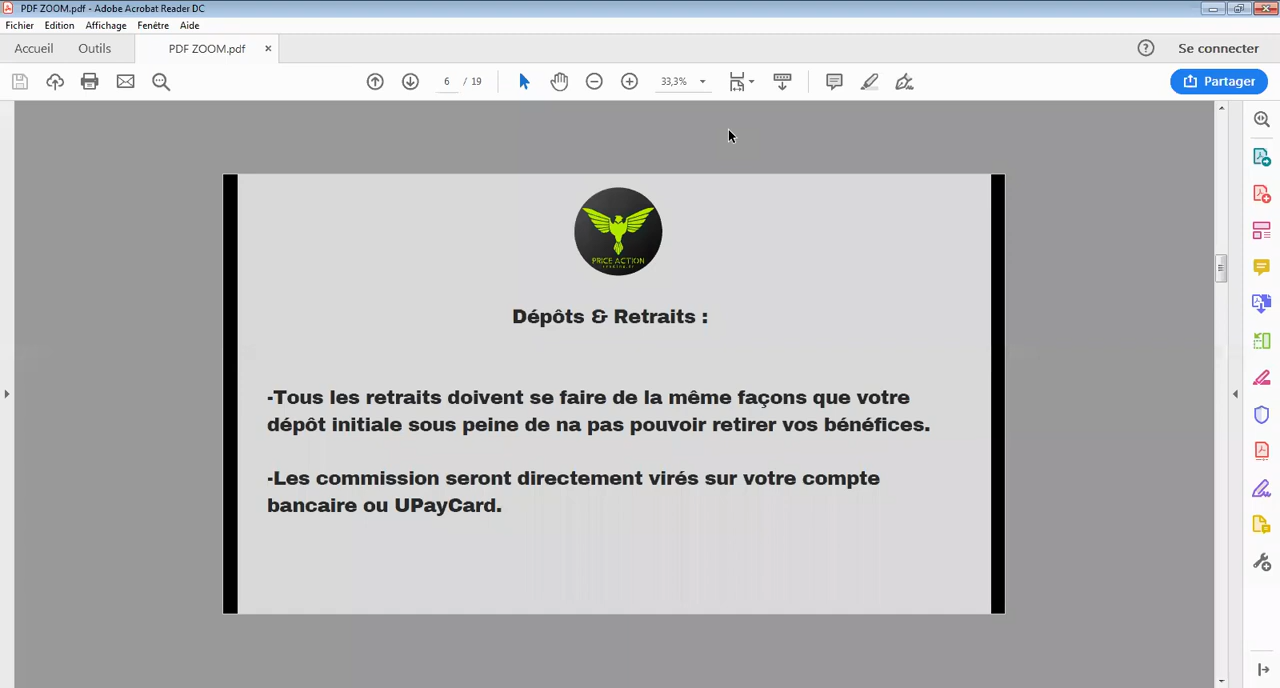 PDF ZOOM.pdf - Adobe Acrobat Reader DC
Fichier Edition Affichage Fenêtre Aide
Accueil Outils PDF ZOOM.pdf × Se connecter
6 / 19 33,3% Partager
PRICE ACTION
Dépôts & Retraits :
-Tous les retraits doivent se faire de la même façons que votre
dépôt initiale sous peine de na pas pouvoir retirer vos bénéfices.
-Les commission seront directement virés sur votre compte
bancaire ou UPayCard.